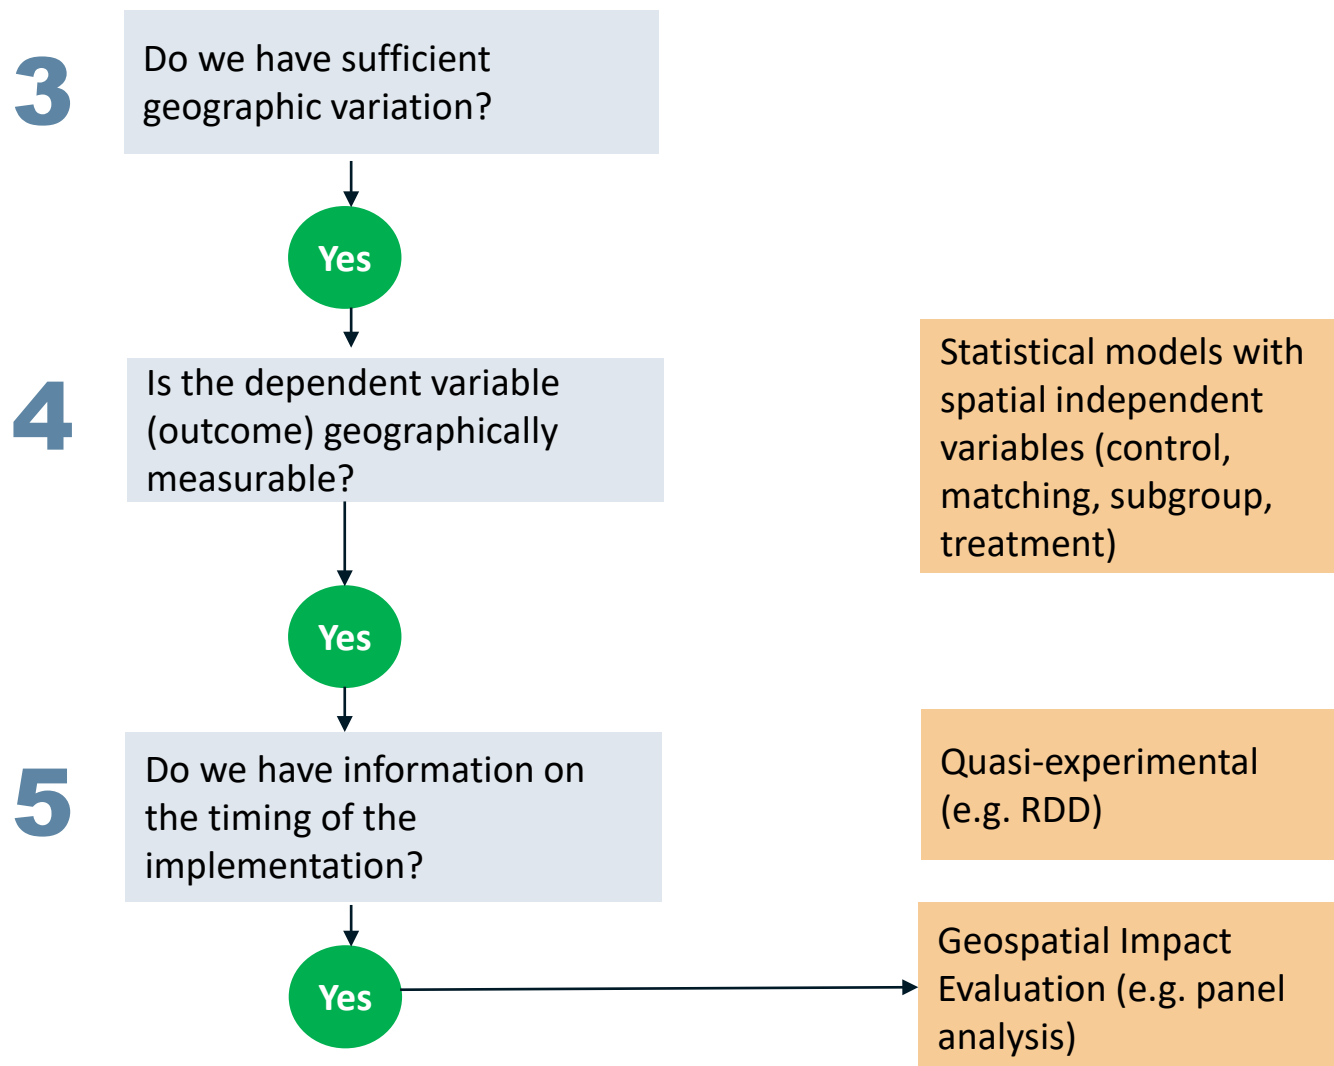 3
Do we have sufficient
geographic variation?
Yes
4
Is the dependent variable
(outcome) geographically
measurable?
Statistical models with
spatial independent
variables (control,
matching, subgroup,
treatment)
Yes
5
Do we have information on
the timing of the
implementation?
Quasi-experimental
(e.g. RDD)
Yes
Geospatial Impact
Evaluation (e.g. panel
analysis)